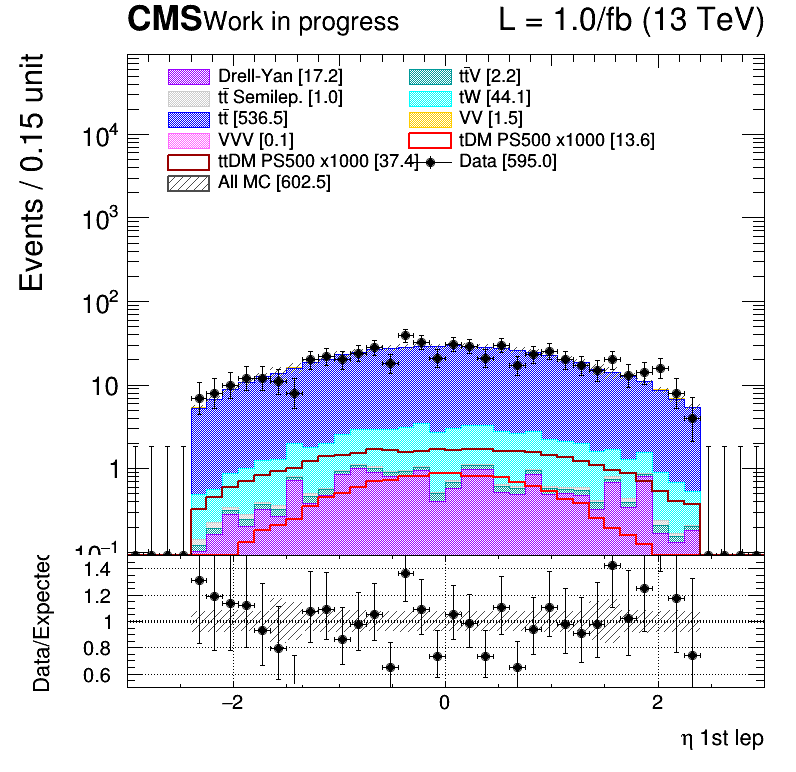 CMS Work in progress L = 1.0/fb (13 TeV)
Drell-Yan [17.2] tt̄V [2.2]
tt̄ Semilep. [1.0] tW [44.1]
tt̄ [536.5] VV [1.5]
VVV [0.1] tDM PS500 x1000 [13.6]
ttDM PS500 x1000 [37.4] Data [595.0]
All MC [602.5]
Events / 0.15 unit
10⁴
10³
10²
10
1
10⁻¹
Data/Expected
1.4
1.2
1
0.8
0.6
−2 0 2
η 1st lep